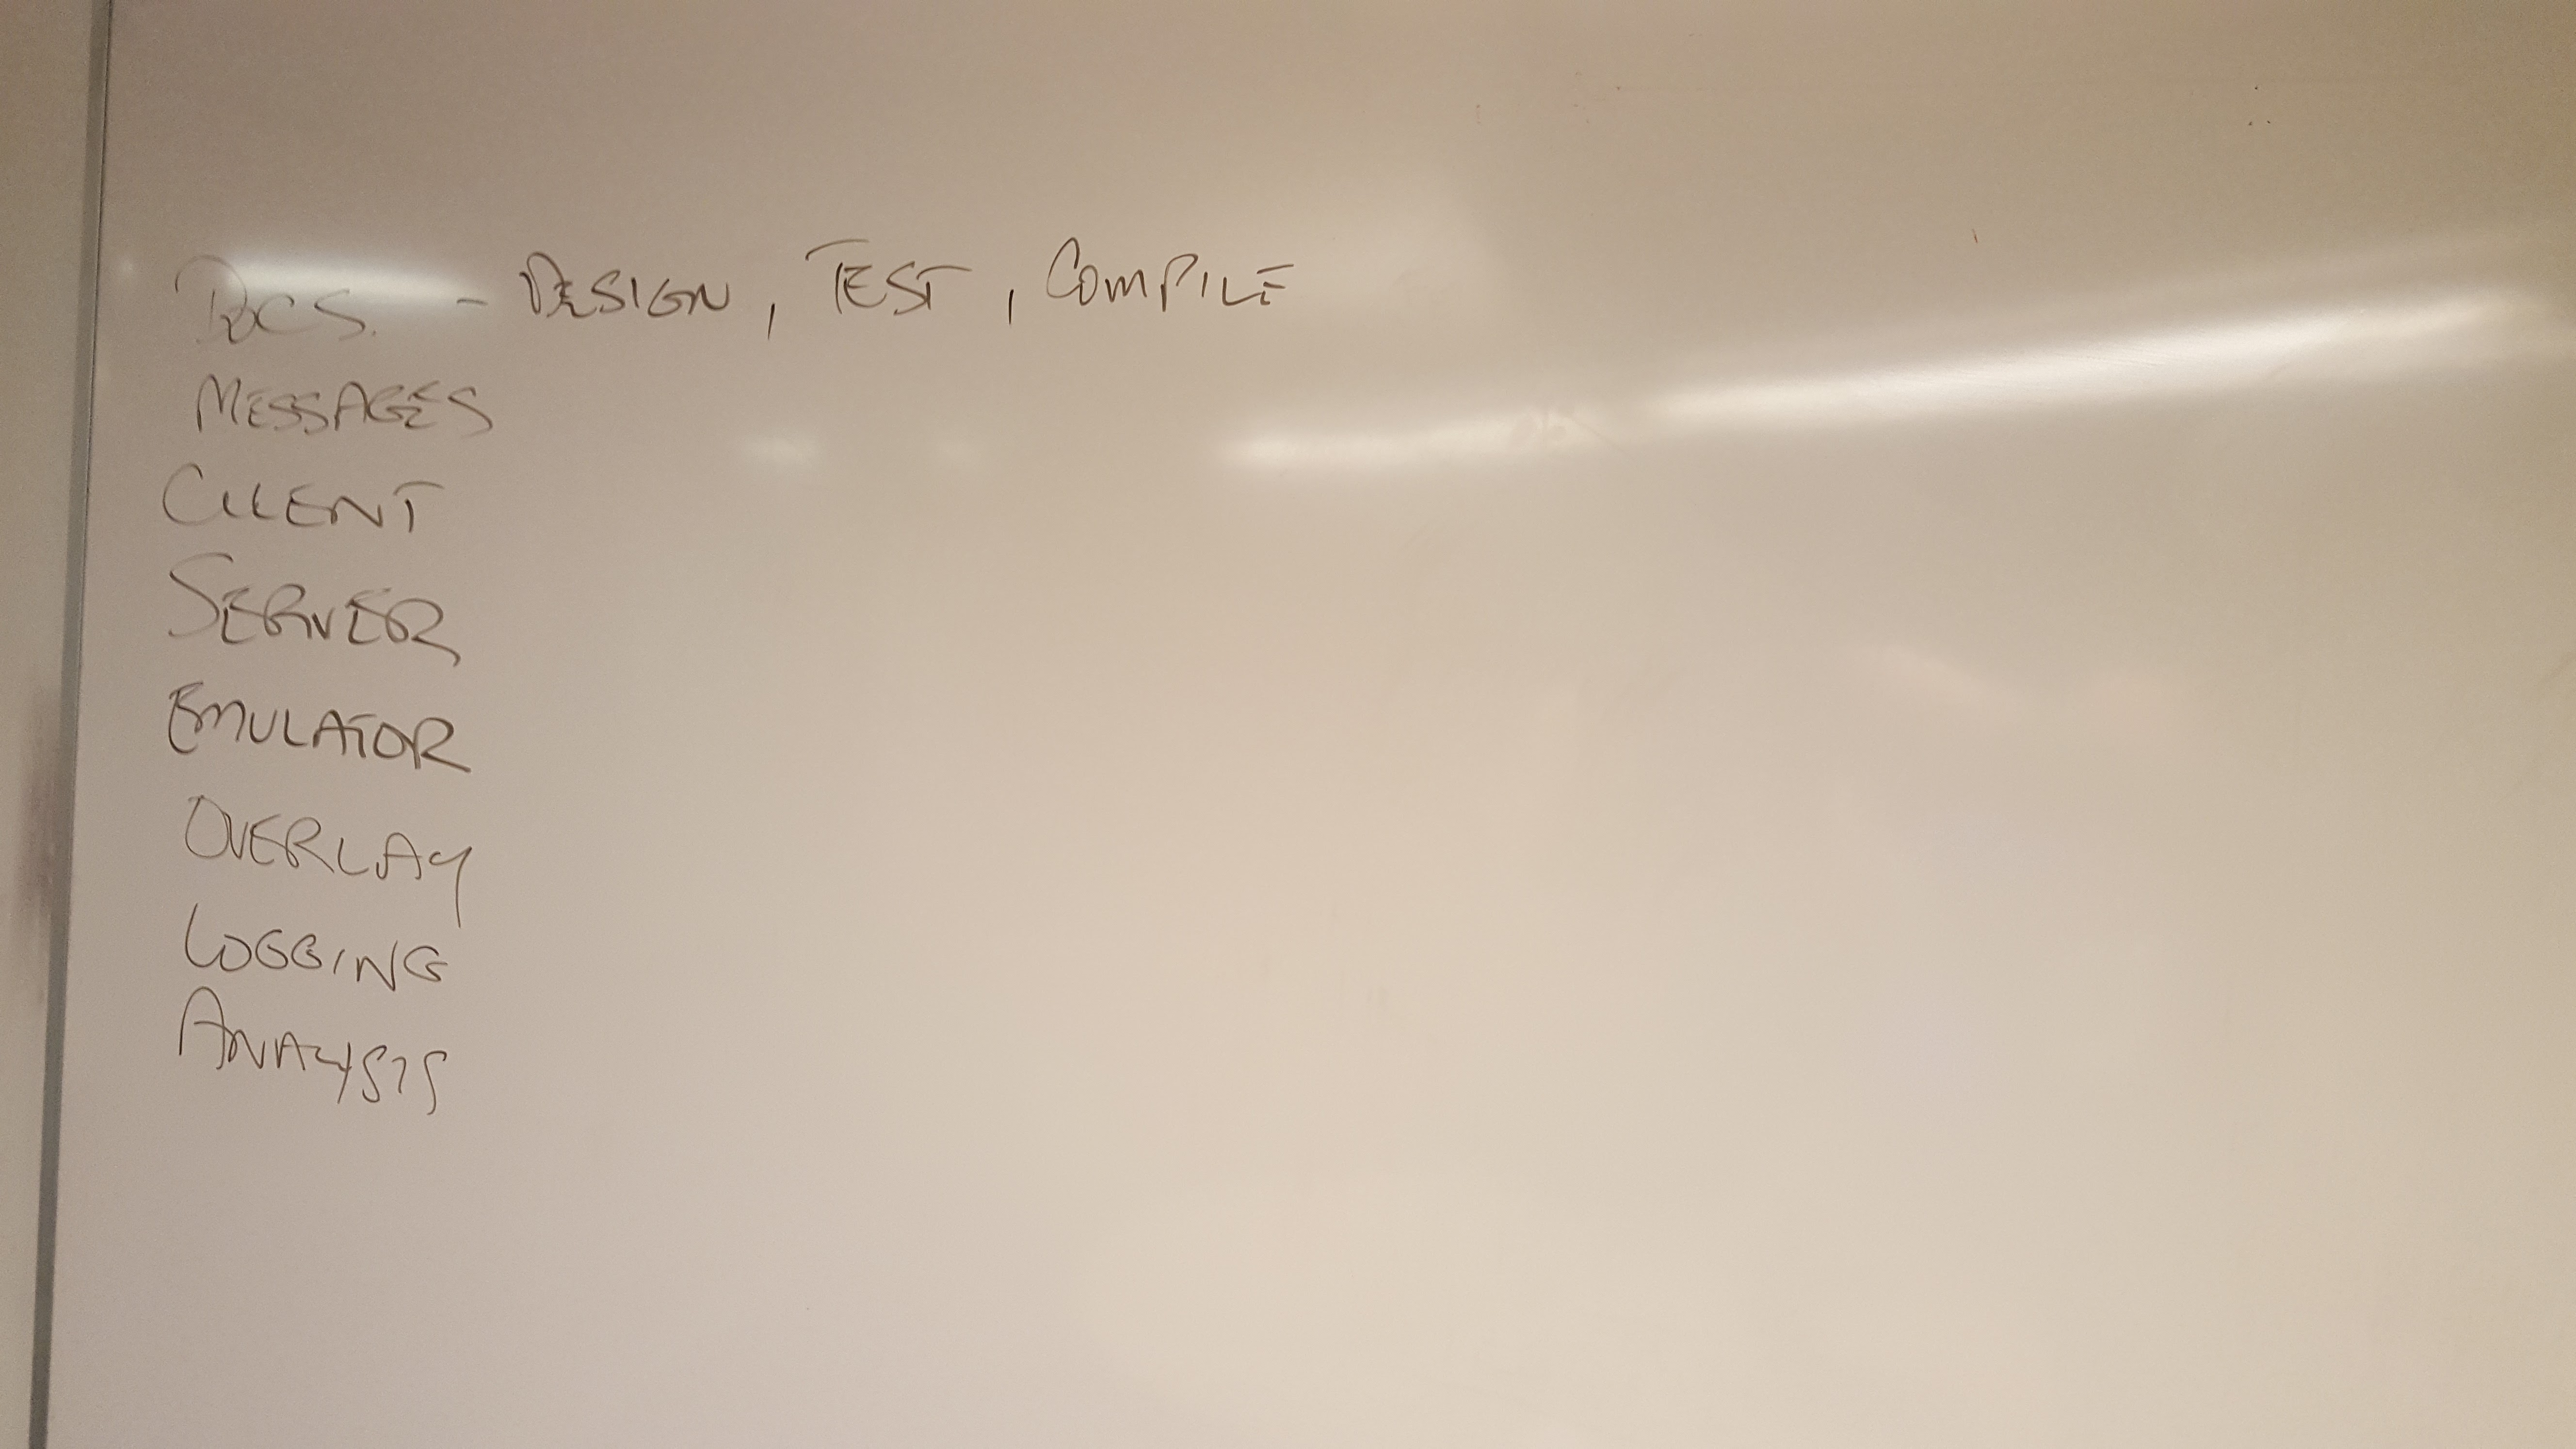 DOCS. - DESIGN, TEST, COMPILE
MESSAGES
CLIENT
SERVER
EMULATOR
OVERLAY
LOGGING
ANALYSIS